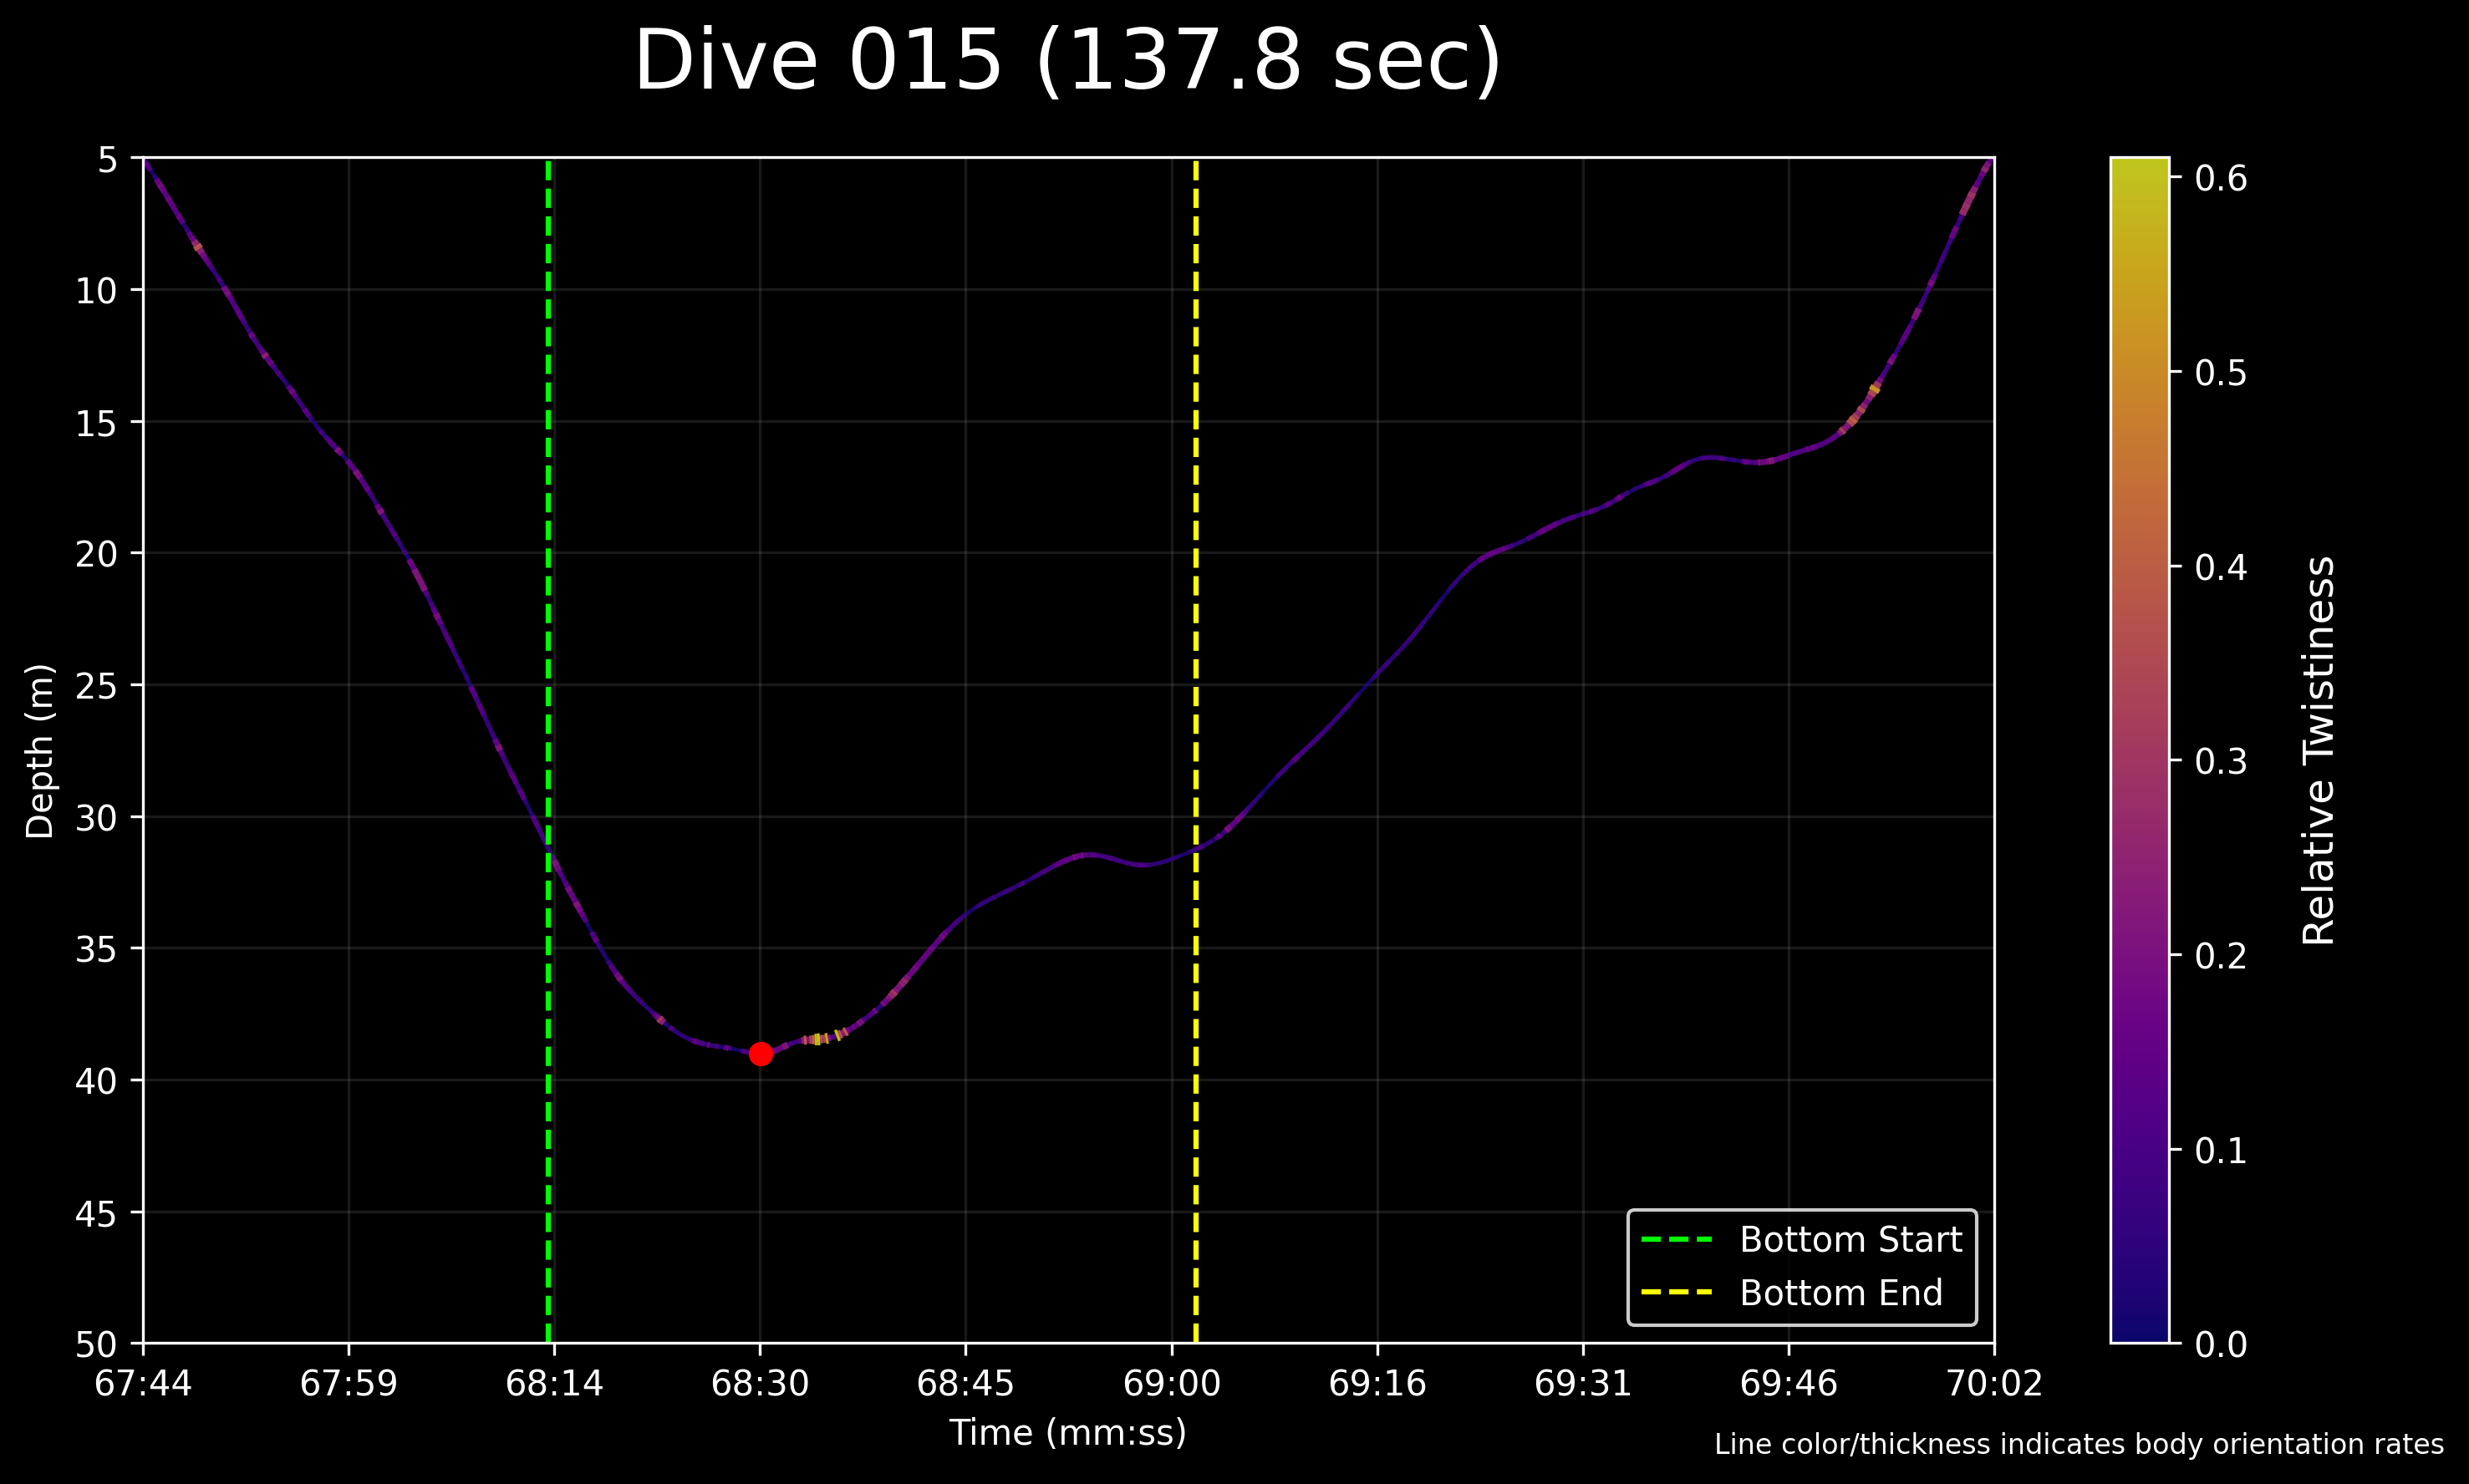 Dive 015 (137.8 sec)
5
10
15
20
25
30
35
40
45
50
Depth (m)
67:44 67:59 68:14 68:30 68:45 69:00 69:16 69:31 69:46 70:02
Time (mm:ss)
Bottom Start
Bottom End
0.6
0.5
0.4
0.3
0.2
0.1
0.0
Relative Twistiness
Line color/thickness indicates body orientation rates